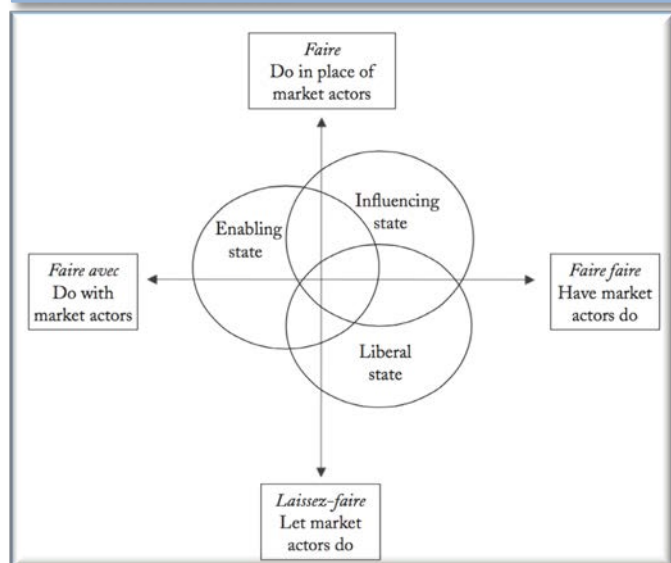 Faire
Do in place of
market actors
Influencing
state
Enabling
state
Faire avec
Do with
market actors
Faire faire
Have market
actors do
Liberal
state
Laissez-faire
Let market
actors do